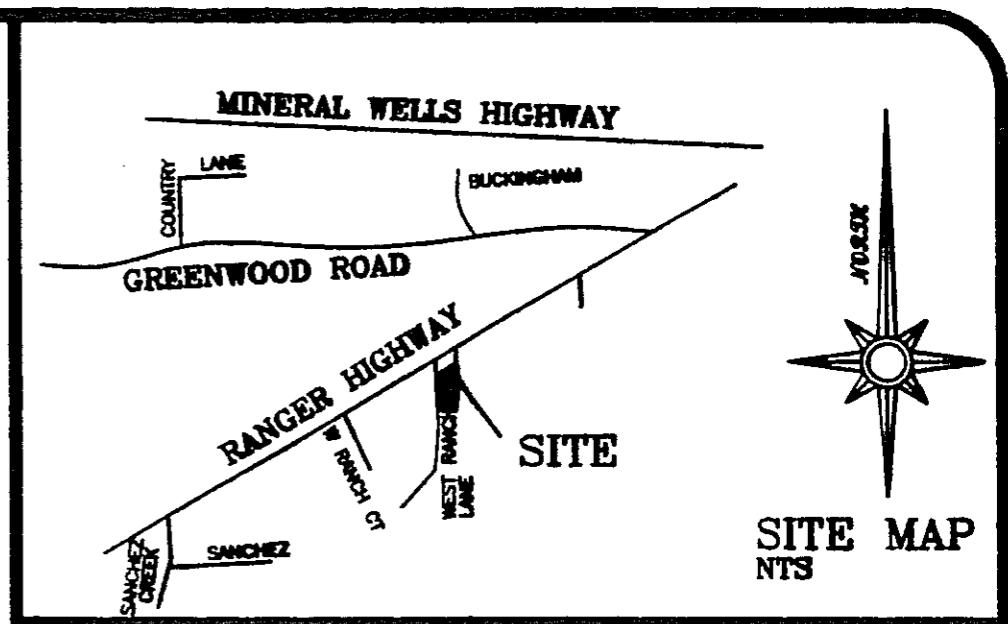 MINERAL WELLS HIGHWAY
COUNTRY
LANE
BUCKINGHAM
GREENWOOD ROAD
NORTH
RANGER HIGHWAY
W RANCH CT
WEST RANCH
LANE
SITE
SANCHEZ
CREEK
SANCHEZ
SITE MAP
NTS